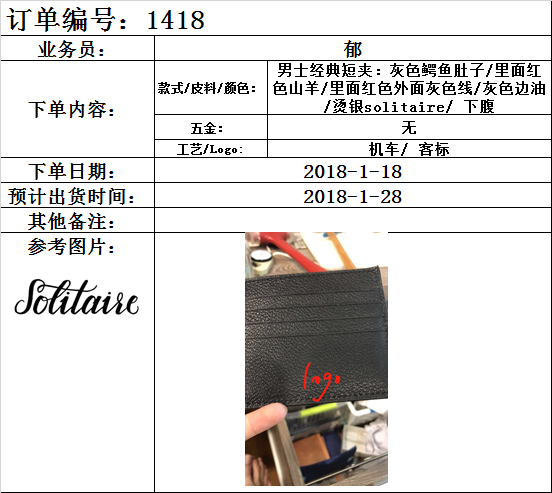 订单编号：1418
业务员： 郁
下单内容： 款式/皮料/颜色： 男士经典短夹：灰色鳄鱼肚子/里面红
色山羊/里面红色外面灰色线/灰色边油
/烫银solitaire/ 下腹
五金： 无
工艺/Logo: 机车/ 客标
下单日期： 2018-1-18
预计出货时间： 2018-1-28
其他备注：
参考图片：
Solitaire
logo